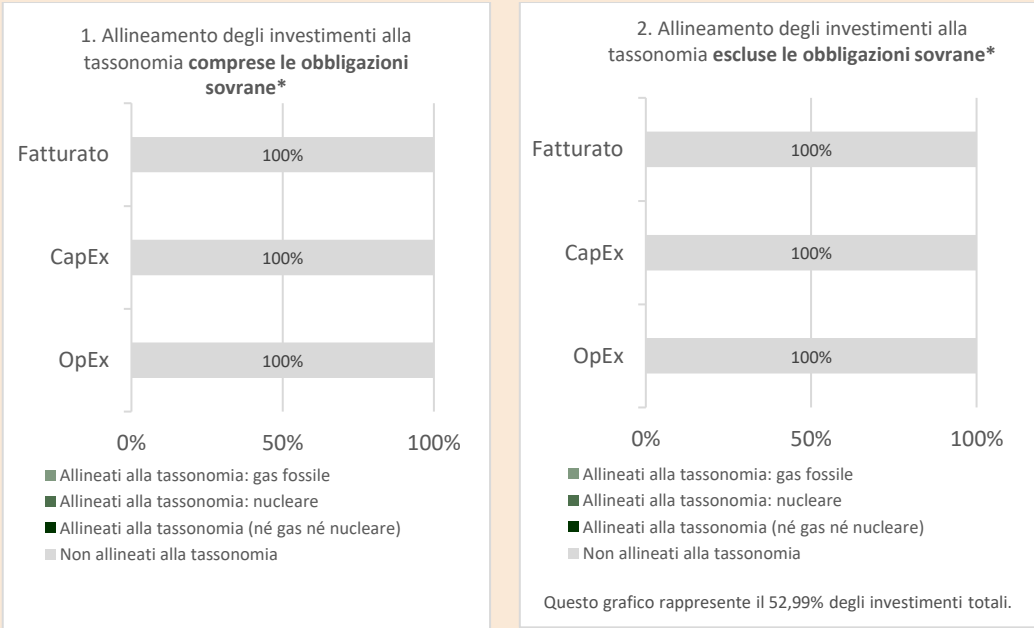 1. Allineamento degli investimenti alla
tassonomia comprese le obbligazioni
sovrane*
Fatturato
100%
CapEx
100%
OpEx
100%
0%
50%
100%
Allineati alla tassonomia: gas fossile
Allineati alla tassonomia: nucleare
Allineati alla tassonomia (né gas né nucleare)
Non allineati alla tassonomia
2. Allineamento degli investimenti alla
tassonomia escluse le obbligazioni sovrane*
Fatturato
100%
CapEx
100%
OpEx
100%
0%
50%
100%
Allineati alla tassonomia: gas fossile
Allineati alla tassonomia: nucleare
Allineati alla tassonomia (né gas né nucleare)
Non allineati alla tassonomia
Questo grafico rappresente il 52,99% degli investimenti totali.